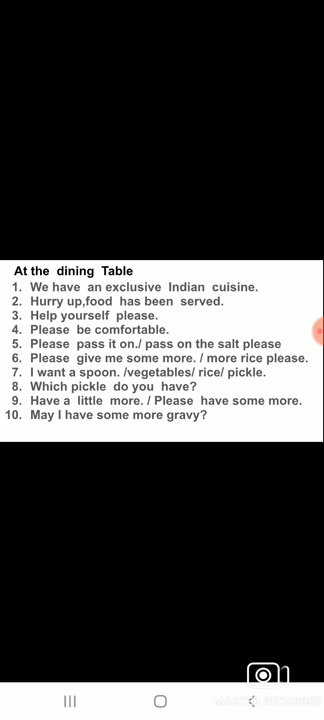 At the dining Table
1. We have an exclusive Indian cuisine.
2. Hurry up,food has been served.
3. Help yourself please.
4. Please be comfortable.
5. Please pass it on./ pass on the salt please
6. Please give me some more. / more rice please.
7. I want a spoon. /vegetables/ rice/ pickle.
8. Which pickle do you have?
9. Have a little more. / Please have some more.
10. May I have some more gravy?
MASTER RECORDER